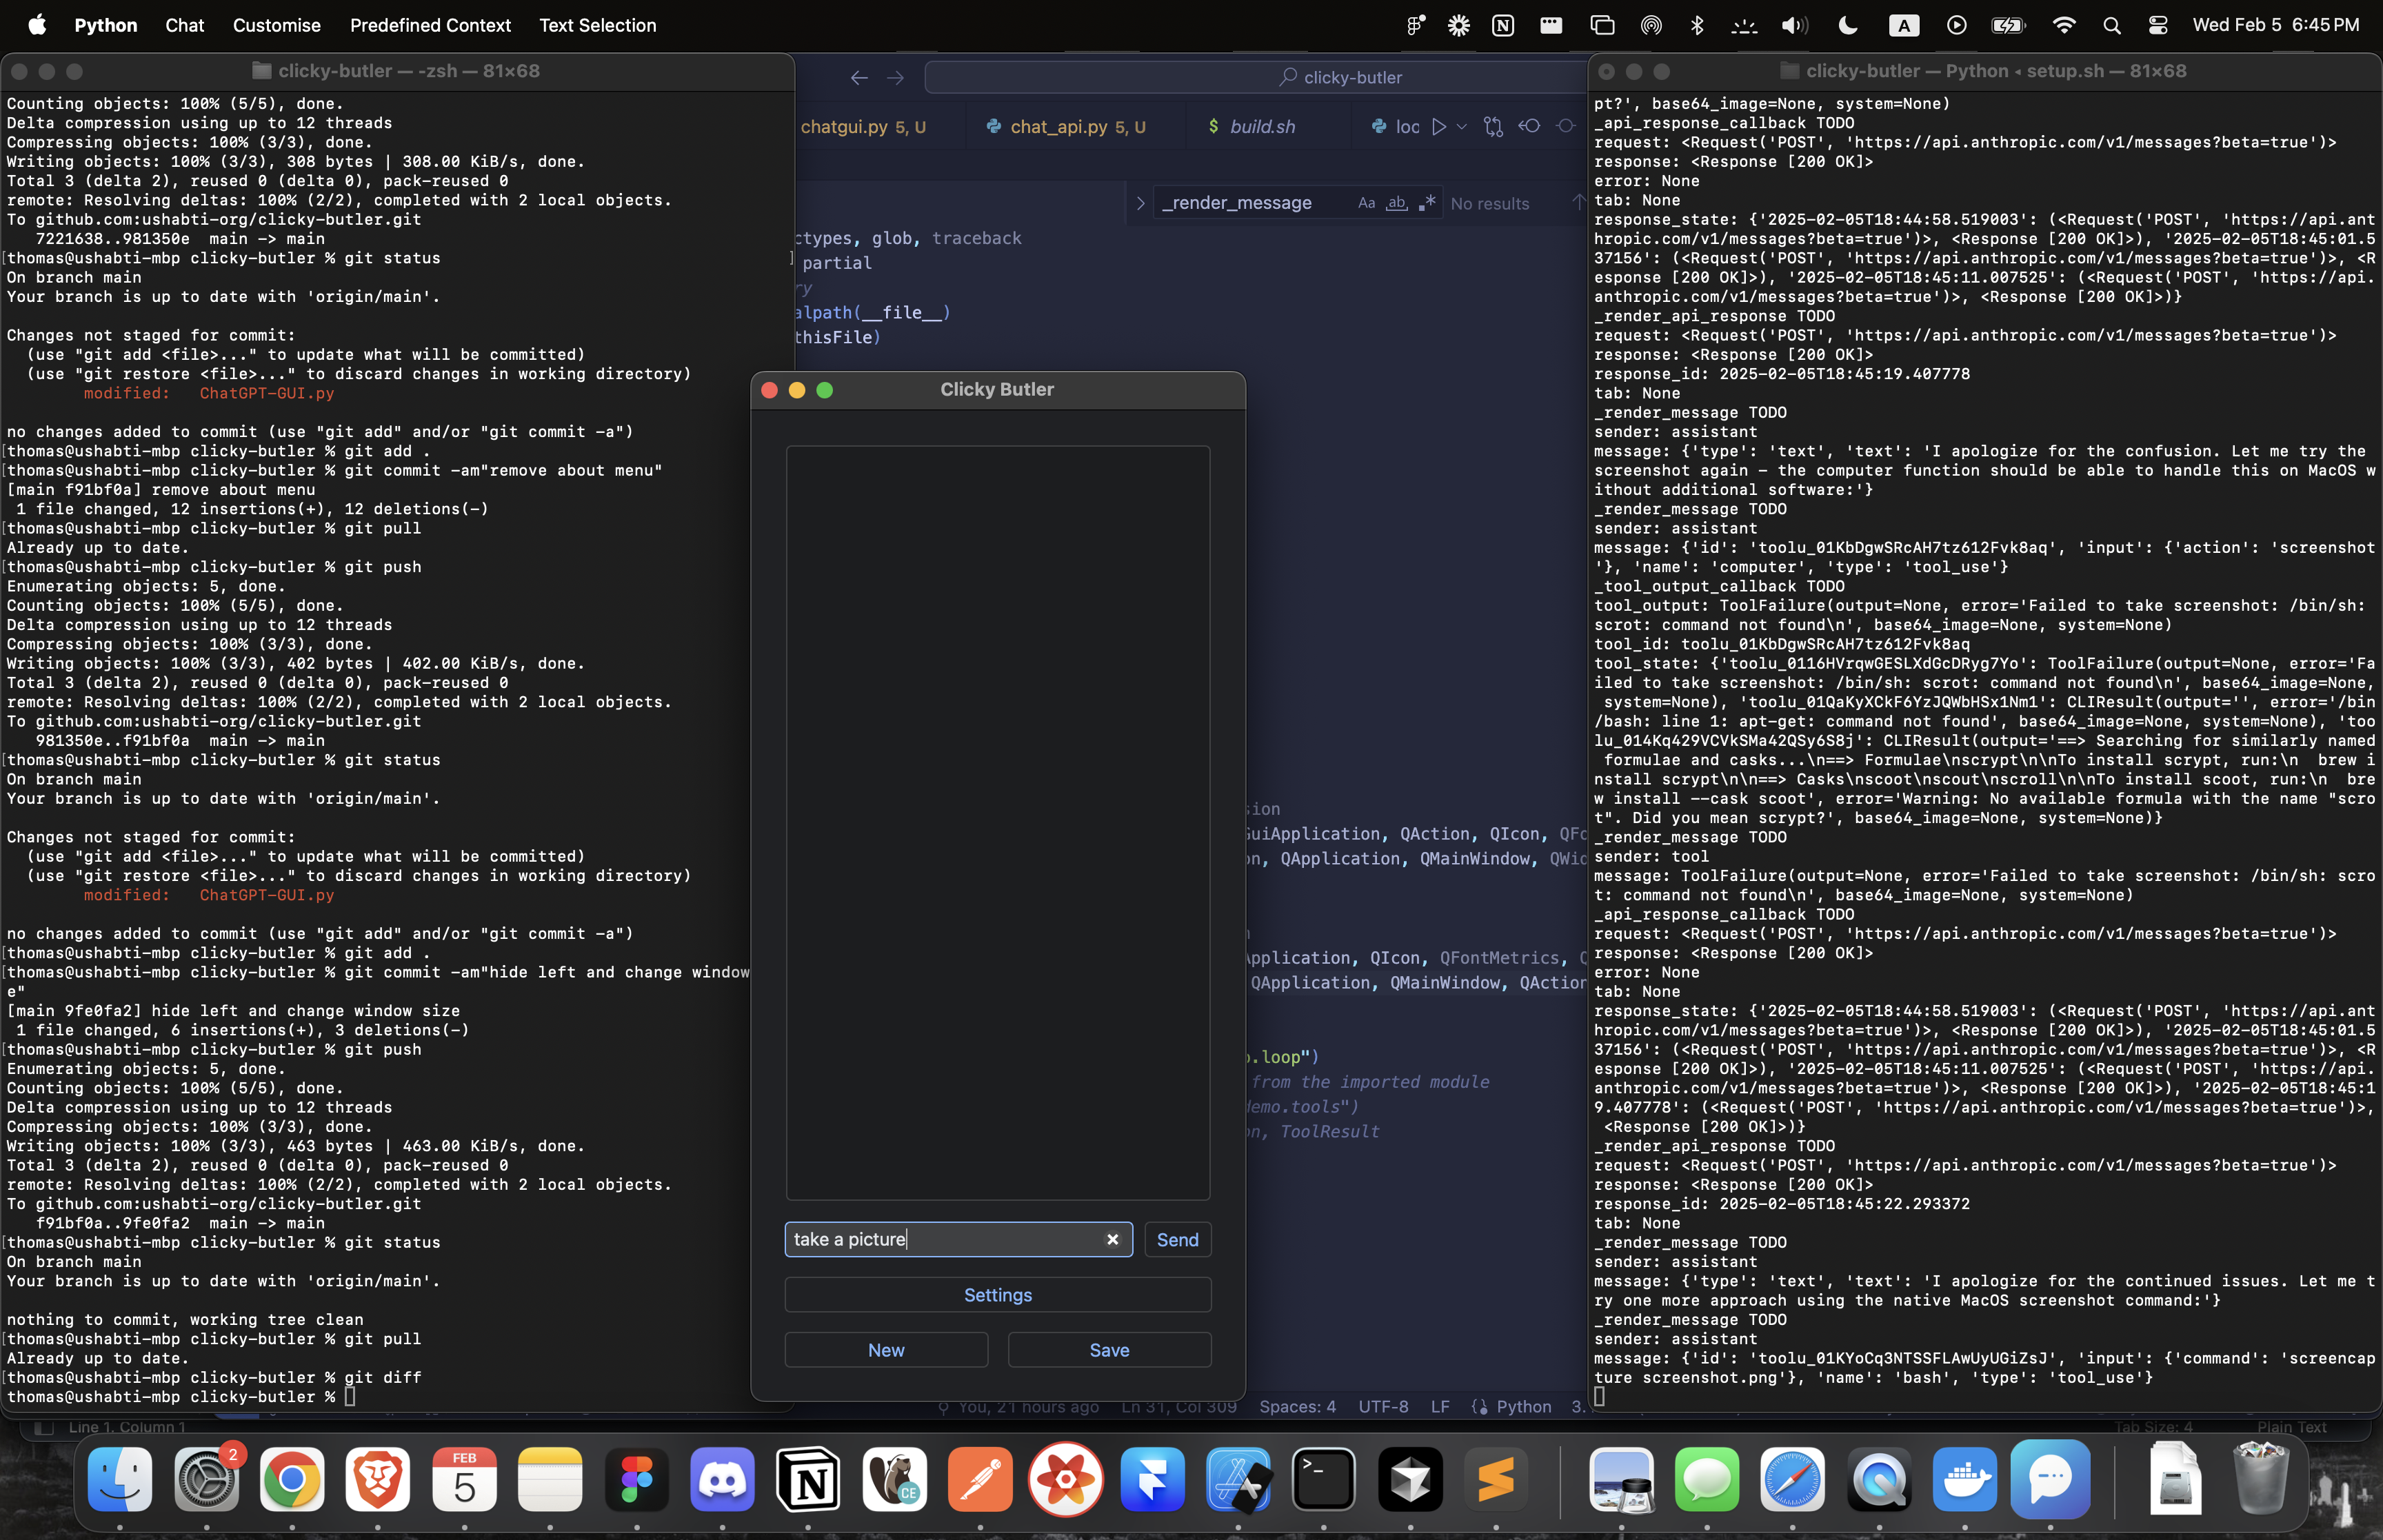 Python Chat Customise Predefined Context Text Selection
A
Wed Feb 5 6:45 PM
clicky-butler — -zsh — 81×68
Counting objects: 100% (5/5), done.
Delta compression using up to 12 threads
Compressing objects: 100% (3/3), done.
Writing objects: 100% (3/3), 308 bytes | 308.00 KiB/s, done.
Total 3 (delta 2), reused 0 (delta 0), pack-reused 0
remote: Resolving deltas: 100% (2/2), completed with 2 local objects.
To github.com:ushabti-org/clicky-butler.git
   7221638..981350e  main -> main
[thomas@ushabti-mbp clicky-butler % git status
On branch main
Your branch is up to date with 'origin/main'.
Changes not staged for commit:
  (use "git add <file>..." to update what will be committed)
  (use "git restore <file>..." to discard changes in working directory)
        modified:   ChatGPT-GUI.py
no changes added to commit (use "git add" and/or "git commit -a")
[thomas@ushabti-mbp clicky-butler % git add .
[thomas@ushabti-mbp clicky-butler % git commit -am"remove about menu"
[main f91bf0a] remove about menu
 1 file changed, 12 insertions(+), 12 deletions(-)
[thomas@ushabti-mbp clicky-butler % git pull
Already up to date.
[thomas@ushabti-mbp clicky-butler % git push
Enumerating objects: 5, done.
Counting objects: 100% (5/5), done.
Delta compression using up to 12 threads
Compressing objects: 100% (3/3), done.
Writing objects: 100% (3/3), 402 bytes | 402.00 KiB/s, done.
Total 3 (delta 2), reused 0 (delta 0), pack-reused 0
remote: Resolving deltas: 100% (2/2), completed with 2 local objects.
To github.com:ushabti-org/clicky-butler.git
   981350e..f91bf0a  main -> main
[thomas@ushabti-mbp clicky-butler % git status
On branch main
Your branch is up to date with 'origin/main'.
Changes not staged for commit:
  (use "git add <file>..." to update what will be committed)
  (use "git restore <file>..." to discard changes in working directory)
        modified:   ChatGPT-GUI.py
no changes added to commit (use "git add" and/or "git commit -a")
[thomas@ushabti-mbp clicky-butler % git add .
[thomas@ushabti-mbp clicky-butler % git commit -am"hide left and change window
e"
[main 9fe0fa2] hide left and change window size
 1 file changed, 6 insertions(+), 3 deletions(-)
[thomas@ushabti-mbp clicky-butler % git push
Enumerating objects: 5, done.
Counting objects: 100% (5/5), done.
Delta compression using up to 12 threads
Compressing objects: 100% (3/3), done.
Writing objects: 100% (3/3), 463 bytes | 463.00 KiB/s, done.
Total 3 (delta 2), reused 0 (delta 0), pack-reused 0
remote: Resolving deltas: 100% (2/2), completed with 2 local objects.
To github.com:ushabti-org/clicky-butler.git
   f91bf0a..9fe0fa2  main -> main
[thomas@ushabti-mbp clicky-butler % git status
On branch main
Your branch is up to date with 'origin/main'.
nothing to commit, working tree clean
[thomas@ushabti-mbp clicky-butler % git pull
Already up to date.
[thomas@ushabti-mbp clicky-butler % git diff
thomas@ushabti-mbp clicky-butler %
clicky-butler
chatgui.py 5, U
chat_api.py 5, U
$ build.sh
loc
_render_message Aa ab No results
ctypes, glob, traceback
partial
ry
alpath(__file__)
thisFile)
sion
GuiApplication, QAction, QIcon, QFo
on, QApplication, QMainWindow, QWid
Application, QIcon, QFontMetrics, Q
QApplication, QMainWindow, QAction
.loop")
from the imported module
demo.tools")
on, ToolResult
You, 21 hours ago Ln 31, Col 309 Spaces: 4 UTF-8 LF Python 3.
Clicky Butler
take a picture
Send
Settings
New
Save
clicky-butler — Python ◂ setup.sh — 81×68
pt?', base64_image=None, system=None)
_api_response_callback TODO
request: <Request('POST', 'https://api.anthropic.com/v1/messages?beta=true')>
response: <Response [200 OK]>
error: None
tab: None
response_state: {'2025-02-05T18:44:58.519003': (<Request('POST', 'https://api.ant
hropic.com/v1/messages?beta=true')>, <Response [200 OK]>), '2025-02-05T18:45:01.5
37156': (<Request('POST', 'https://api.anthropic.com/v1/messages?beta=true')>, <R
esponse [200 OK]>), '2025-02-05T18:45:11.007525': (<Request('POST', 'https://api.
anthropic.com/v1/messages?beta=true')>, <Response [200 OK]>)}
_render_api_response TODO
request: <Request('POST', 'https://api.anthropic.com/v1/messages?beta=true')>
response: <Response [200 OK]>
response_id: 2025-02-05T18:45:19.407778
tab: None
_render_message TODO
sender: assistant
message: {'type': 'text', 'text': 'I apologize for the confusion. Let me try the
screenshot again – the computer function should be able to handle this on MacOS w
ithout additional software:'}
_render_message TODO
sender: assistant
message: {'id': 'toolu_01KbDgwSRcAH7tz612Fvk8aq', 'input': {'action': 'screenshot
'}, 'name': 'computer', 'type': 'tool_use'}
_tool_output_callback TODO
tool_output: ToolFailure(output=None, error='Failed to take screenshot: /bin/sh:
scrot: command not found\n', base64_image=None, system=None)
tool_id: toolu_01KbDgwSRcAH7tz612Fvk8aq
tool_state: {'toolu_0116HVrqwGESLXdGcDRyg7Yo': ToolFailure(output=None, error='Fa
iled to take screenshot: /bin/sh: scrot: command not found\n', base64_image=None,
 system=None), 'toolu_01QaKyXCkF6YzJQWbHSx1Nm1': CLIResult(output='', error='/bin
/bash: line 1: apt-get: command not found', base64_image=None, system=None), 'too
lu_014Kq429VCVkSMa42QSy6S8j': CLIResult(output='==> Searching for similarly named
 formulae and casks...\n==> Formulae\nscrypt\n\nTo install scrypt, run:\n  brew i
nstall scrypt\n\n==> Casks\nscoot\nscout\nscroll\n\nTo install scoot, run:\n  bre
w install --cask scoot', error='Warning: No available formula with the name "scro
t". Did you mean scrypt?', base64_image=None, system=None)}
_render_message TODO
sender: tool
message: ToolFailure(output=None, error='Failed to take screenshot: /bin/sh: scro
t: command not found\n', base64_image=None, system=None)
_api_response_callback TODO
request: <Request('POST', 'https://api.anthropic.com/v1/messages?beta=true')>
response: <Response [200 OK]>
error: None
tab: None
response_state: {'2025-02-05T18:44:58.519003': (<Request('POST', 'https://api.ant
hropic.com/v1/messages?beta=true')>, <Response [200 OK]>), '2025-02-05T18:45:01.5
37156': (<Request('POST', 'https://api.anthropic.com/v1/messages?beta=true')>, <R
esponse [200 OK]>), '2025-02-05T18:45:11.007525': (<Request('POST', 'https://api.
anthropic.com/v1/messages?beta=true')>, <Response [200 OK]>), '2025-02-05T18:45:1
9.407778': (<Request('POST', 'https://api.anthropic.com/v1/messages?beta=true')>,
 <Response [200 OK]>)}
_render_api_response TODO
request: <Request('POST', 'https://api.anthropic.com/v1/messages?beta=true')>
response: <Response [200 OK]>
response_id: 2025-02-05T18:45:22.293372
tab: None
_render_message TODO
sender: assistant
message: {'type': 'text', 'text': 'I apologize for the continued issues. Let me t
ry one more approach using the native MacOS screenshot command:'}
_render_message TODO
sender: assistant
message: {'id': 'toolu_01KYoCq3NTSSFLAwUyUGiZsJ', 'input': {'command': 'screencap
ture screenshot.png'}, 'name': 'bash', 'type': 'tool_use'}
Line 1, Column 1
Tab Size: 4 Plain Text
2
FEB
5
CE